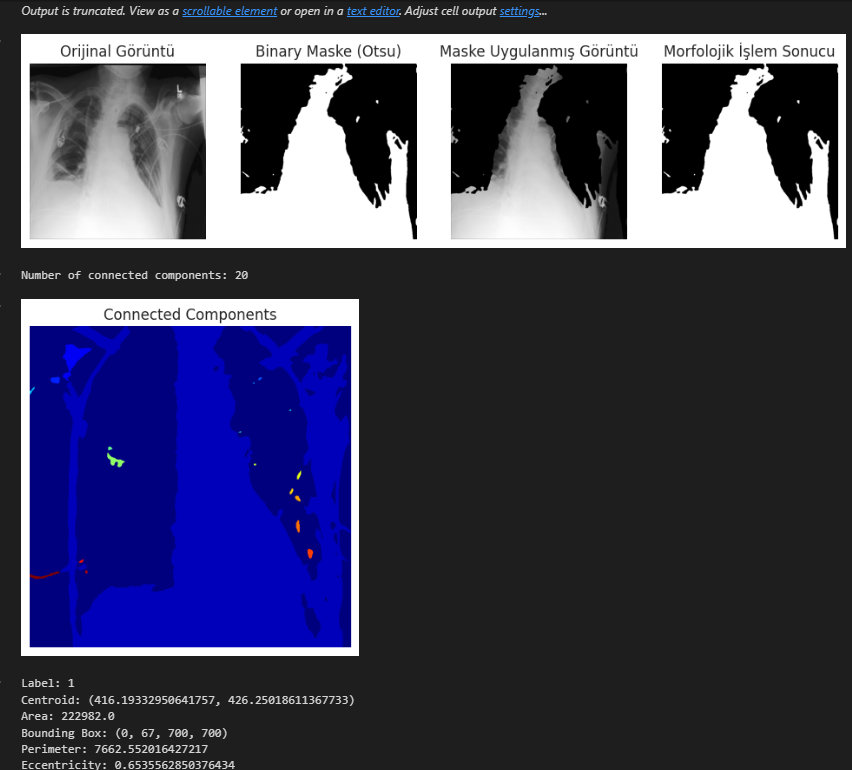 Output is truncated. View as a scrollable element or open in a text editor. Adjust cell output settings...
Orijinal Görüntü
Binary Maske (Otsu)
Maske Uygulanmış Görüntü
Morfolojik İşlem Sonucu
L
Number of connected components: 20
Connected Components
Label: 1
Centroid: (416.19332950641757, 426.25018611367733)
Area: 222982.0
Bounding Box: (0, 67, 700, 700)
Perimeter: 7662.552016427217
Eccentricity: 0.6535562850376434